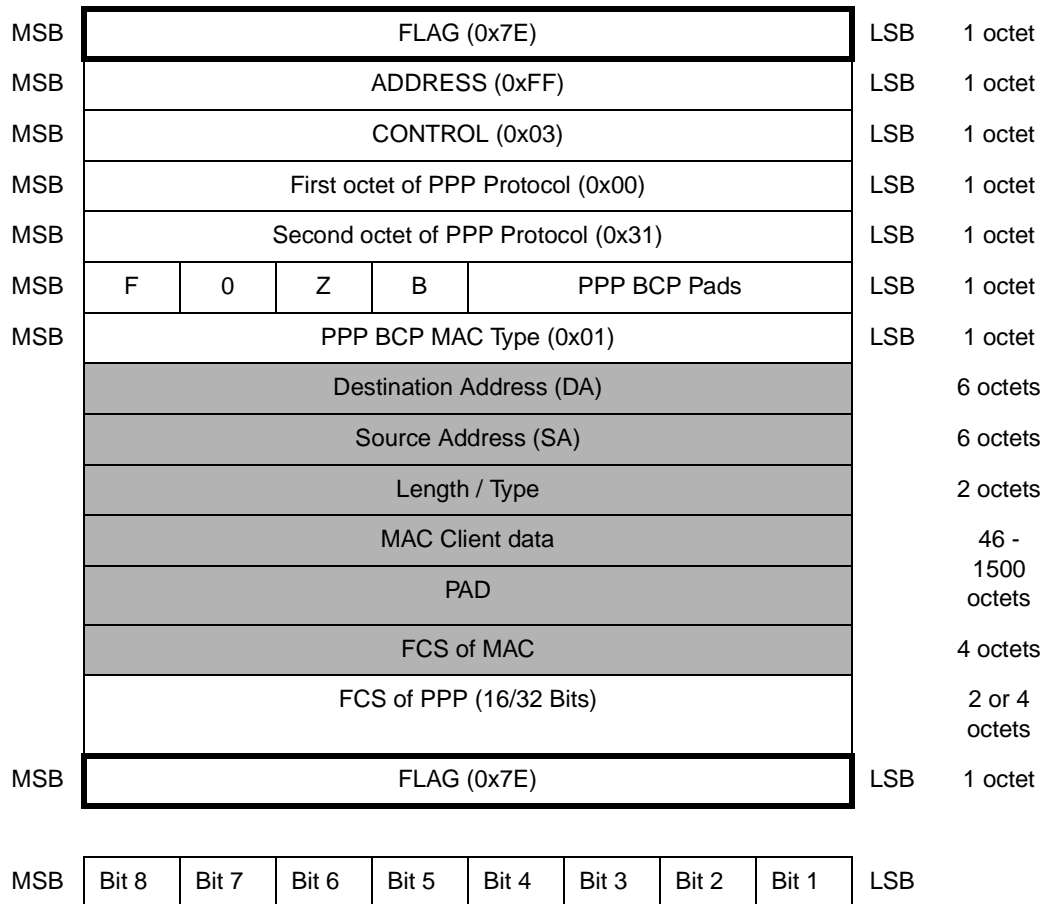 MSB FLAG (0x7E) LSB 1 octet
MSB ADDRESS (0xFF) LSB 1 octet
MSB CONTROL (0x03) LSB 1 octet
MSB First octet of PPP Protocol (0x00) LSB 1 octet
MSB Second octet of PPP Protocol (0x31) LSB 1 octet
MSB F 0 Z B PPP BCP Pads LSB 1 octet
MSB PPP BCP MAC Type (0x01) LSB 1 octet
Destination Address (DA) 6 octets
Source Address (SA) 6 octets
Length / Type 2 octets
MAC Client data 46 -
1500
PAD octets
FCS of MAC 4 octets
FCS of PPP (16/32 Bits) 2 or 4
octets
MSB FLAG (0x7E) LSB 1 octet
MSB Bit 8 Bit 7 Bit 6 Bit 5 Bit 4 Bit 3 Bit 2 Bit 1 LSB